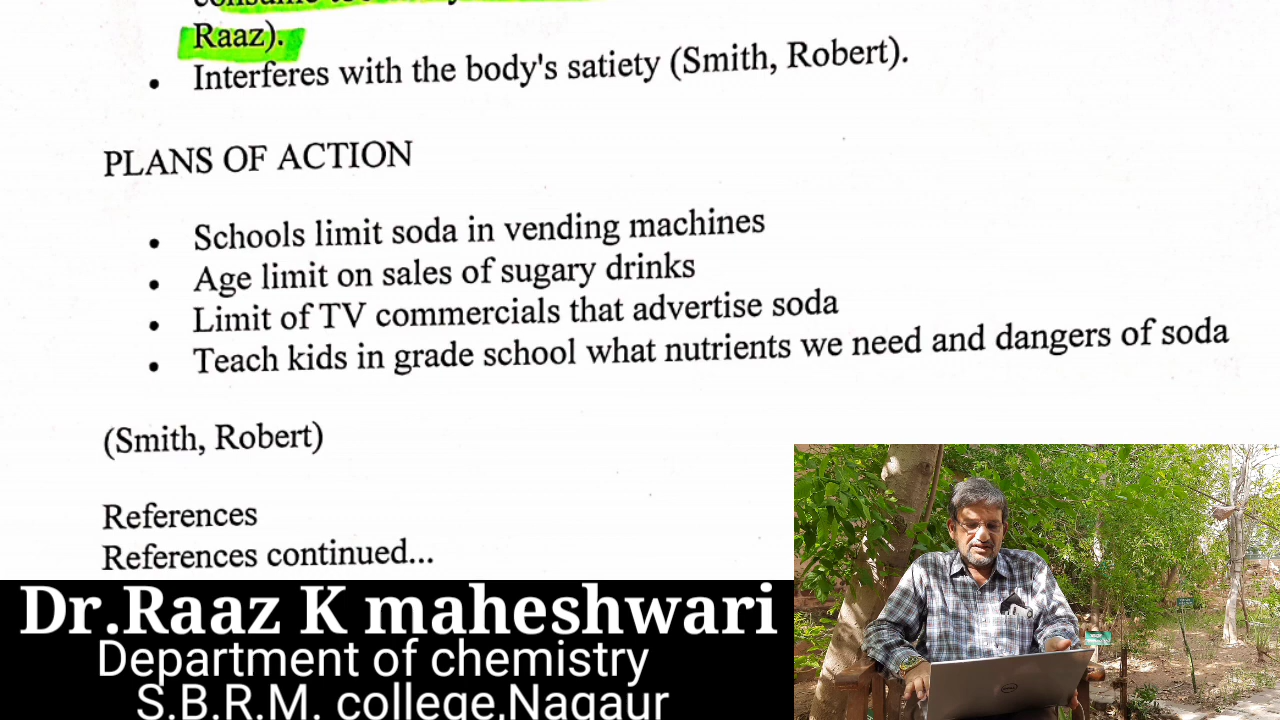 Raaz).
• Interferes with the body's satiety (Smith, Robert).
PLANS OF ACTION
• Schools limit soda in vending machines
• Age limit on sales of sugary drinks
• Limit of TV commercials that advertise soda
• Teach kids in grade school what nutrients we need and dangers of soda
(Smith, Robert)
References
References continued...
Dr.Raaz K maheshwari
Department of chemistry
S.B.R.M. college,Nagaur